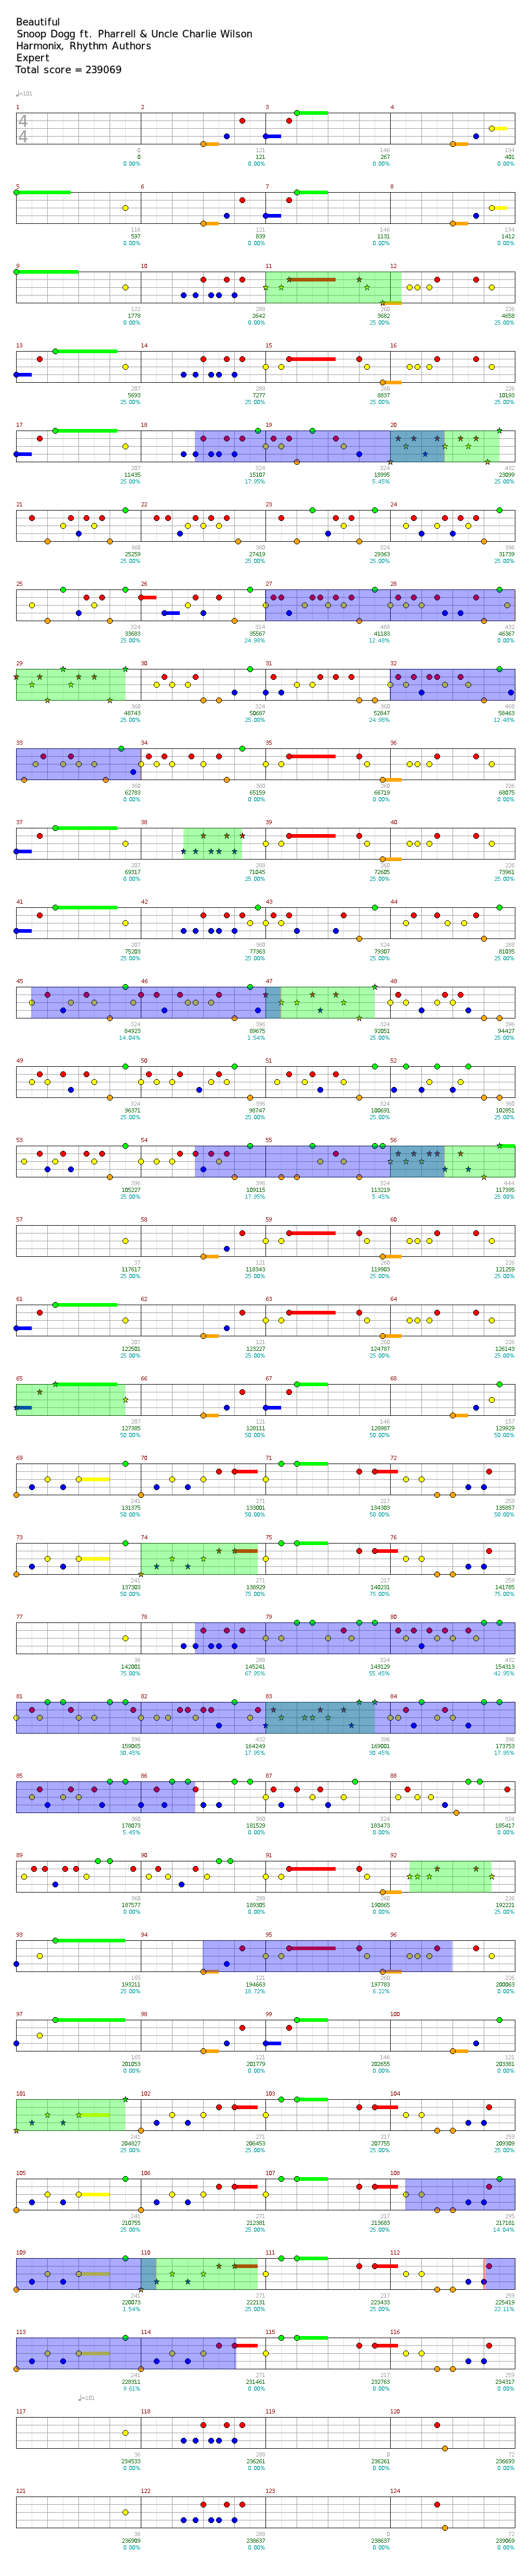 Beautiful
Snoop Dogg ft. Pharrell & Uncle Charlie Wilson
Harmonix, Rhythm Authors
Expert
Total score = 239069
♩=101
1 2 3 4
4
4
0 121 146 134
0 121 267 401
0.00% 0.00% 0.00% 0.00%
5 6 7 8
116 121 146 134
597 839 1131 1412
0.00% 0.00% 0.00% 0.00%
9 10 11 12
122 288 260 226
1778 2642 3682 4658
0.00% 0.00% 25.00% 25.00%
13 14 15 16
207 289 260 226
5693 7277 8837 10193
25.00% 25.00% 25.00% 25.00%
17 18 19 20
207 324 324 432
11435 15107 18995 23099
25.00% 17.95% 5.45% 25.00%
21 22 23 24
360 360 324 396
25259 27419 29363 31739
25.00% 25.00% 25.00% 25.00%
25 26 27 28
324 314 468 432
33683 35567 41183 46367
25.00% 24.98% 12.48% 0.00%
29 30 31 32
360 324 360 468
48743 50687 52847 58463
25.00% 25.00% 24.98% 12.48%
33 34 35 36
360 360 260 226
62783 65159 66719 68075
0.00% 0.00% 0.00% 0.00%
37 38 39 40
207 288 260 226
69317 71045 72605 73961
0.00% 25.00% 25.00% 25.00%
41 42 43 44
207 360 324 288
75203 77363 79307 81035
25.00% 25.00% 25.00% 25.00%
45 46 47 48
324 396 324 396
84923 89675 92051 94427
14.04% 1.54% 25.00% 25.00%
49 50 51 52
324 396 324 360
96371 98747 100691 102851
25.00% 25.00% 25.00% 25.00%
53 54 55 56
396 396 324 444
105227 109115 113219 117395
25.00% 17.95% 5.45% 25.00%
57 58 59 60
37 121 260 226
117617 118343 119903 121259
25.00% 25.00% 25.00% 25.00%
61 62 63 64
207 121 260 226
122501 123227 124787 126143
25.00% 25.00% 25.00% 25.00%
65 66 67 68
207 121 146 157
127385 128111 128987 129929
50.00% 50.00% 50.00% 50.00%
69 70 71 72
241 271 217 259
131375 133001 134303 135857
50.00% 50.00% 50.00% 50.00%
73 74 75 76
241 271 217 259
137303 138929 140231 141785
50.00% 75.00% 75.00% 75.00%
77 78 79 80
36 288 324 432
142001 145241 149129 154313
75.00% 67.95% 55.45% 42.95%
81 82 83 84
396 432 396 396
159065 164249 169001 173753
30.45% 17.95% 30.45% 17.95%
85 86 87 88
360 360 324 324
178073 181529 183473 185417
5.45% 0.00% 0.00% 0.00%
89 90 91 92
360 288 260 226
187577 189305 190865 192221
0.00% 0.00% 0.00% 25.00%
93 94 95 96
165 121 260 226
193211 194663 197783 200063
25.00% 18.72% 6.22% 0.00%
97 98 99 100
165 121 146 121
201053 201779 202655 203381
0.00% 0.00% 0.00% 0.00%
101 102 103 104
241 271 217 259
204827 206453 207755 209309
25.00% 25.00% 25.00% 25.00%
105 106 107 108
241 271 217 295
210755 212381 213683 217181
25.00% 25.00% 25.00% 14.04%
109 110 111 112
241 271 217 259
220073 222131 223433 225419
1.54% 25.00% 25.00% 22.11%
113 114 115 116
241 271 217 259
228311 231461 232763 234317
9.61% 0.00% 0.00% 0.00%
♩=101
117 118 119 120
36 288 0 72
234533 236261 236261 236693
0.00% 0.00% 0.00% 0.00%
121 122 123 124
36 288 0 72
236909 238637 238637 239069
0.00% 0.00% 0.00% 0.00%